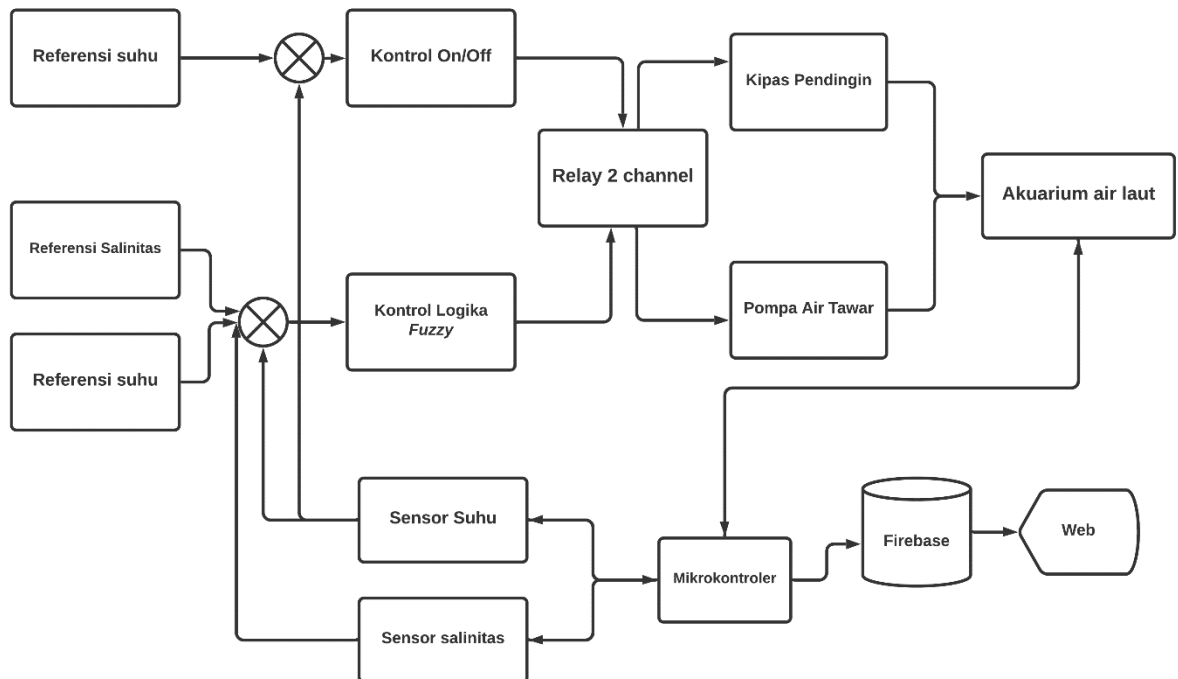 Referensi suhu
Kontrol On/Off
Kipas Pendingin
Relay 2 channel
Akuarium air laut
Referensi Salinitas
Kontrol Logika
Fuzzy
Pompa Air Tawar
Referensi suhu
Sensor Suhu
Mikrokontroler
Firebase
Web
Sensor salinitas